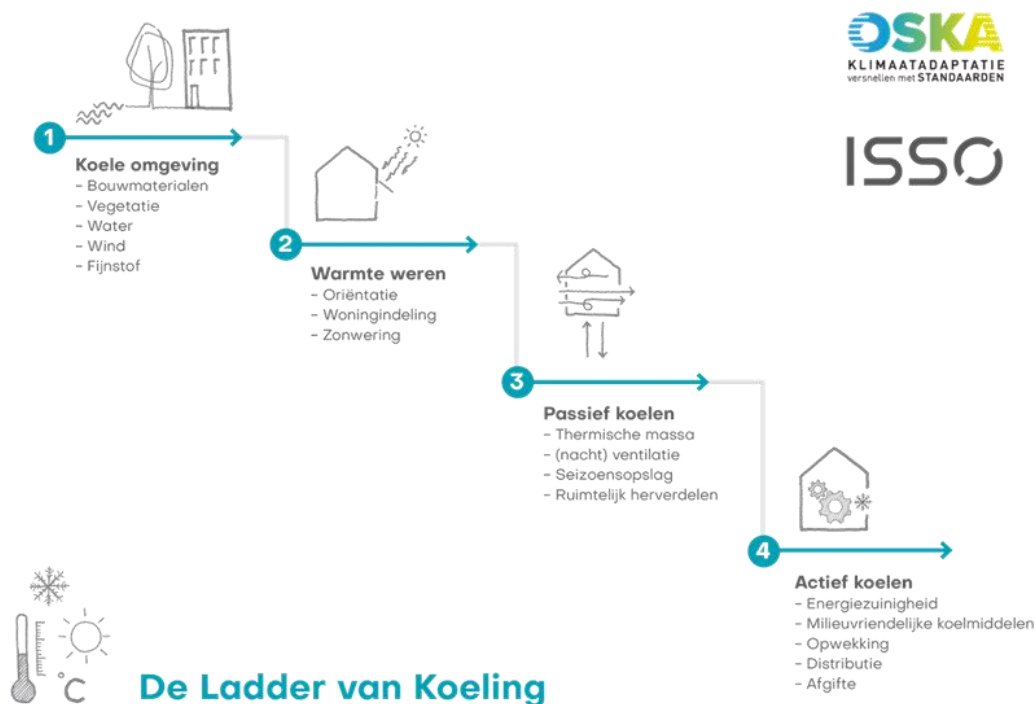 OSKA
KLIMAATADAPTATIE
versnellen met STANDAARDEN
ISSO
1
Koele omgeving
- Bouwmaterialen
- Vegetatie
- Water
- Wind
- Fijnstof
2
Warmte weren
- Oriëntatie
- Woningindeling
- Zonwering
3
Passief koelen
- Thermische massa
- (nacht) ventilatie
- Seizoensopslag
- Ruimtelijk herverdelen
4
Actief koelen
- Energiezuinigheid
- Milieuvriendelijke koelmiddelen
- Opwekking
- Distributie
- Afgifte
°C
De Ladder van Koeling